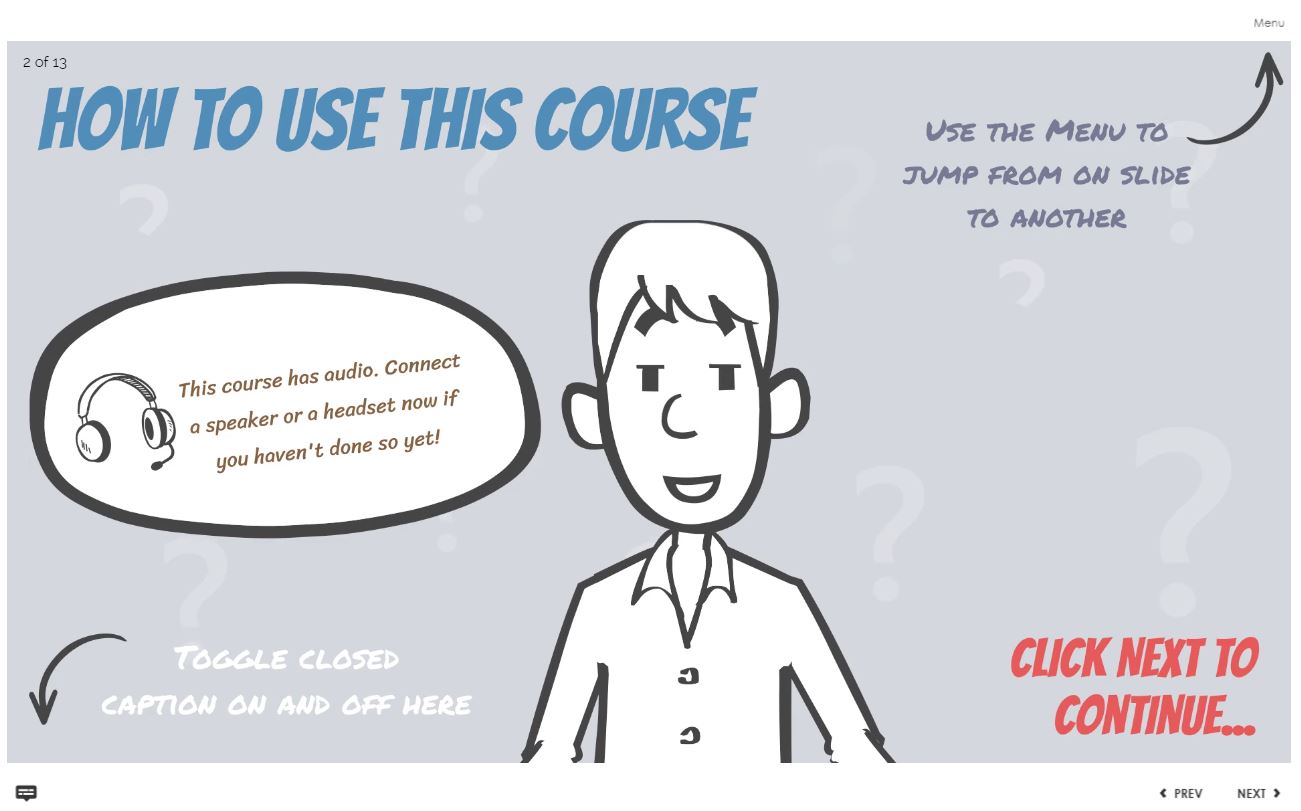 Menu
2 of 13
HOW TO USE THIS COURSE
USE THE MENU TO
JUMP FROM ON SLIDE
TO ANOTHER
This course has audio. Connect
a speaker or a headset now if
you haven't done so yet!
TOGGLE CLOSED
CAPTION ON AND OFF HERE
CLICK NEXT TO
CONTINUE...
PREV
NEXT